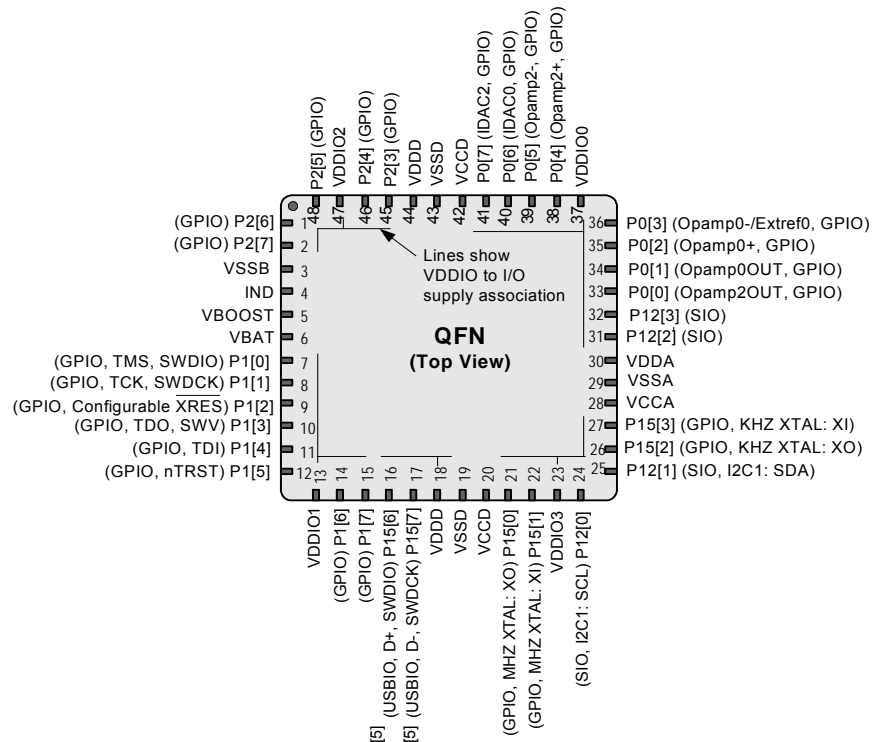 P2[5] (GPIO)
VDDIO2
P2[4] (GPIO)
P2[3] (GPIO)
VDDD
VSSD
VCCD
P0[7] (IDAC2, GPIO)
P0[6] (IDAC0, GPIO)
P0[5] (Opamp2-, GPIO)
P0[4] (Opamp2+, GPIO)
VDDIO0
48
47
46
45
44
43
42
41
40
39
38
37
(GPIO) P2[6] 1
(GPIO) P2[7] 2
VSSB 3
IND 4
VBOOST 5
VBAT 6
(GPIO, TMS, SWDIO) P1[0] 7
(GPIO, TCK, SWDCK) P1[1] 8
(GPIO, Configurable XRES) P1[2] 9
(GPIO, TDO, SWV) P1[3] 10
(GPIO, TDI) P1[4] 11
(GPIO, nTRST) P1[5] 12
Lines show
VDDIO to I/O
supply association
QFN
(Top View)
36 P0[3] (Opamp0-/Extref0, GPIO)
35 P0[2] (Opamp0+, GPIO)
34 P0[1] (Opamp0OUT, GPIO)
33 P0[0] (Opamp2OUT, GPIO)
32 P12[3] (SIO)
31 P12[2] (SIO)
30 VDDA
29 VSSA
28 VCCA
27 P15[3] (GPIO, KHZ XTAL: XI)
26 P15[2] (GPIO, KHZ XTAL: XO)
25 P12[1] (SIO, I2C1: SDA)
13
14
15
16
17
18
19
20
21
22
23
24
VDDIO1
(GPIO) P1[6]
(GPIO) P1[7]
[5] (USBIO, D+, SWDIO) P15[6]
[5] (USBIO, D-, SWDCK) P15[7]
VDDD
VSSD
VCCD
(GPIO, MHZ XTAL: XO) P15[0]
(GPIO, MHZ XTAL: XI) P15[1]
VDDIO3
(SIO, I2C1: SCL) P12[0]